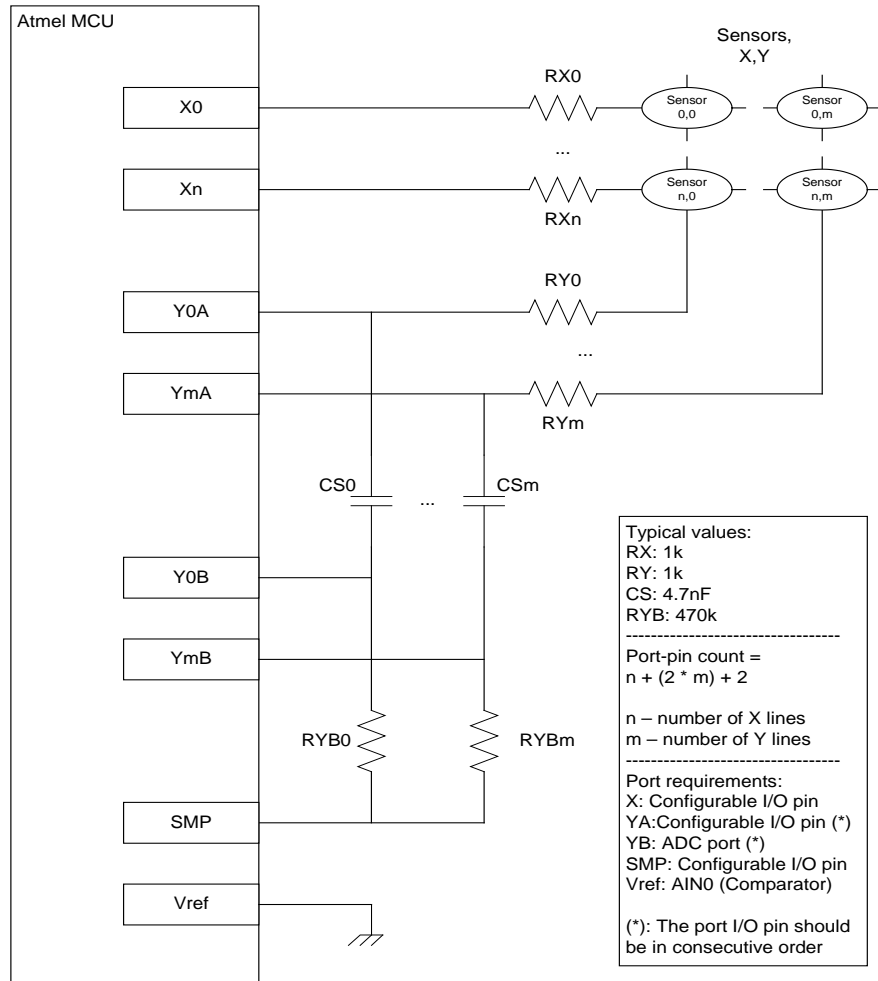 Atmel MCU
Sensors,
X,Y
RX0
X0
Sensor
0,0
Sensor
0,m
...
Xn
Sensor
n,0
Sensor
n,m
RXn
RY0
Y0A
...
YmA
RYm
CS0
...
CSm
Y0B
YmB
RYB0
RYBm
SMP
Vref
Typical values:
RX: 1k
RY: 1k
CS: 4.7nF
RYB: 470k
----------------------------------
Port-pin count =
n + (2 * m) + 2
n – number of X lines
m – number of Y lines
----------------------------------
Port requirements:
X: Configurable I/O pin
YA:Configurable I/O pin (*)
YB: ADC port (*)
SMP: Configurable I/O pin
Vref: AIN0 (Comparator)
(*): The port I/O pin should
be in consecutive order